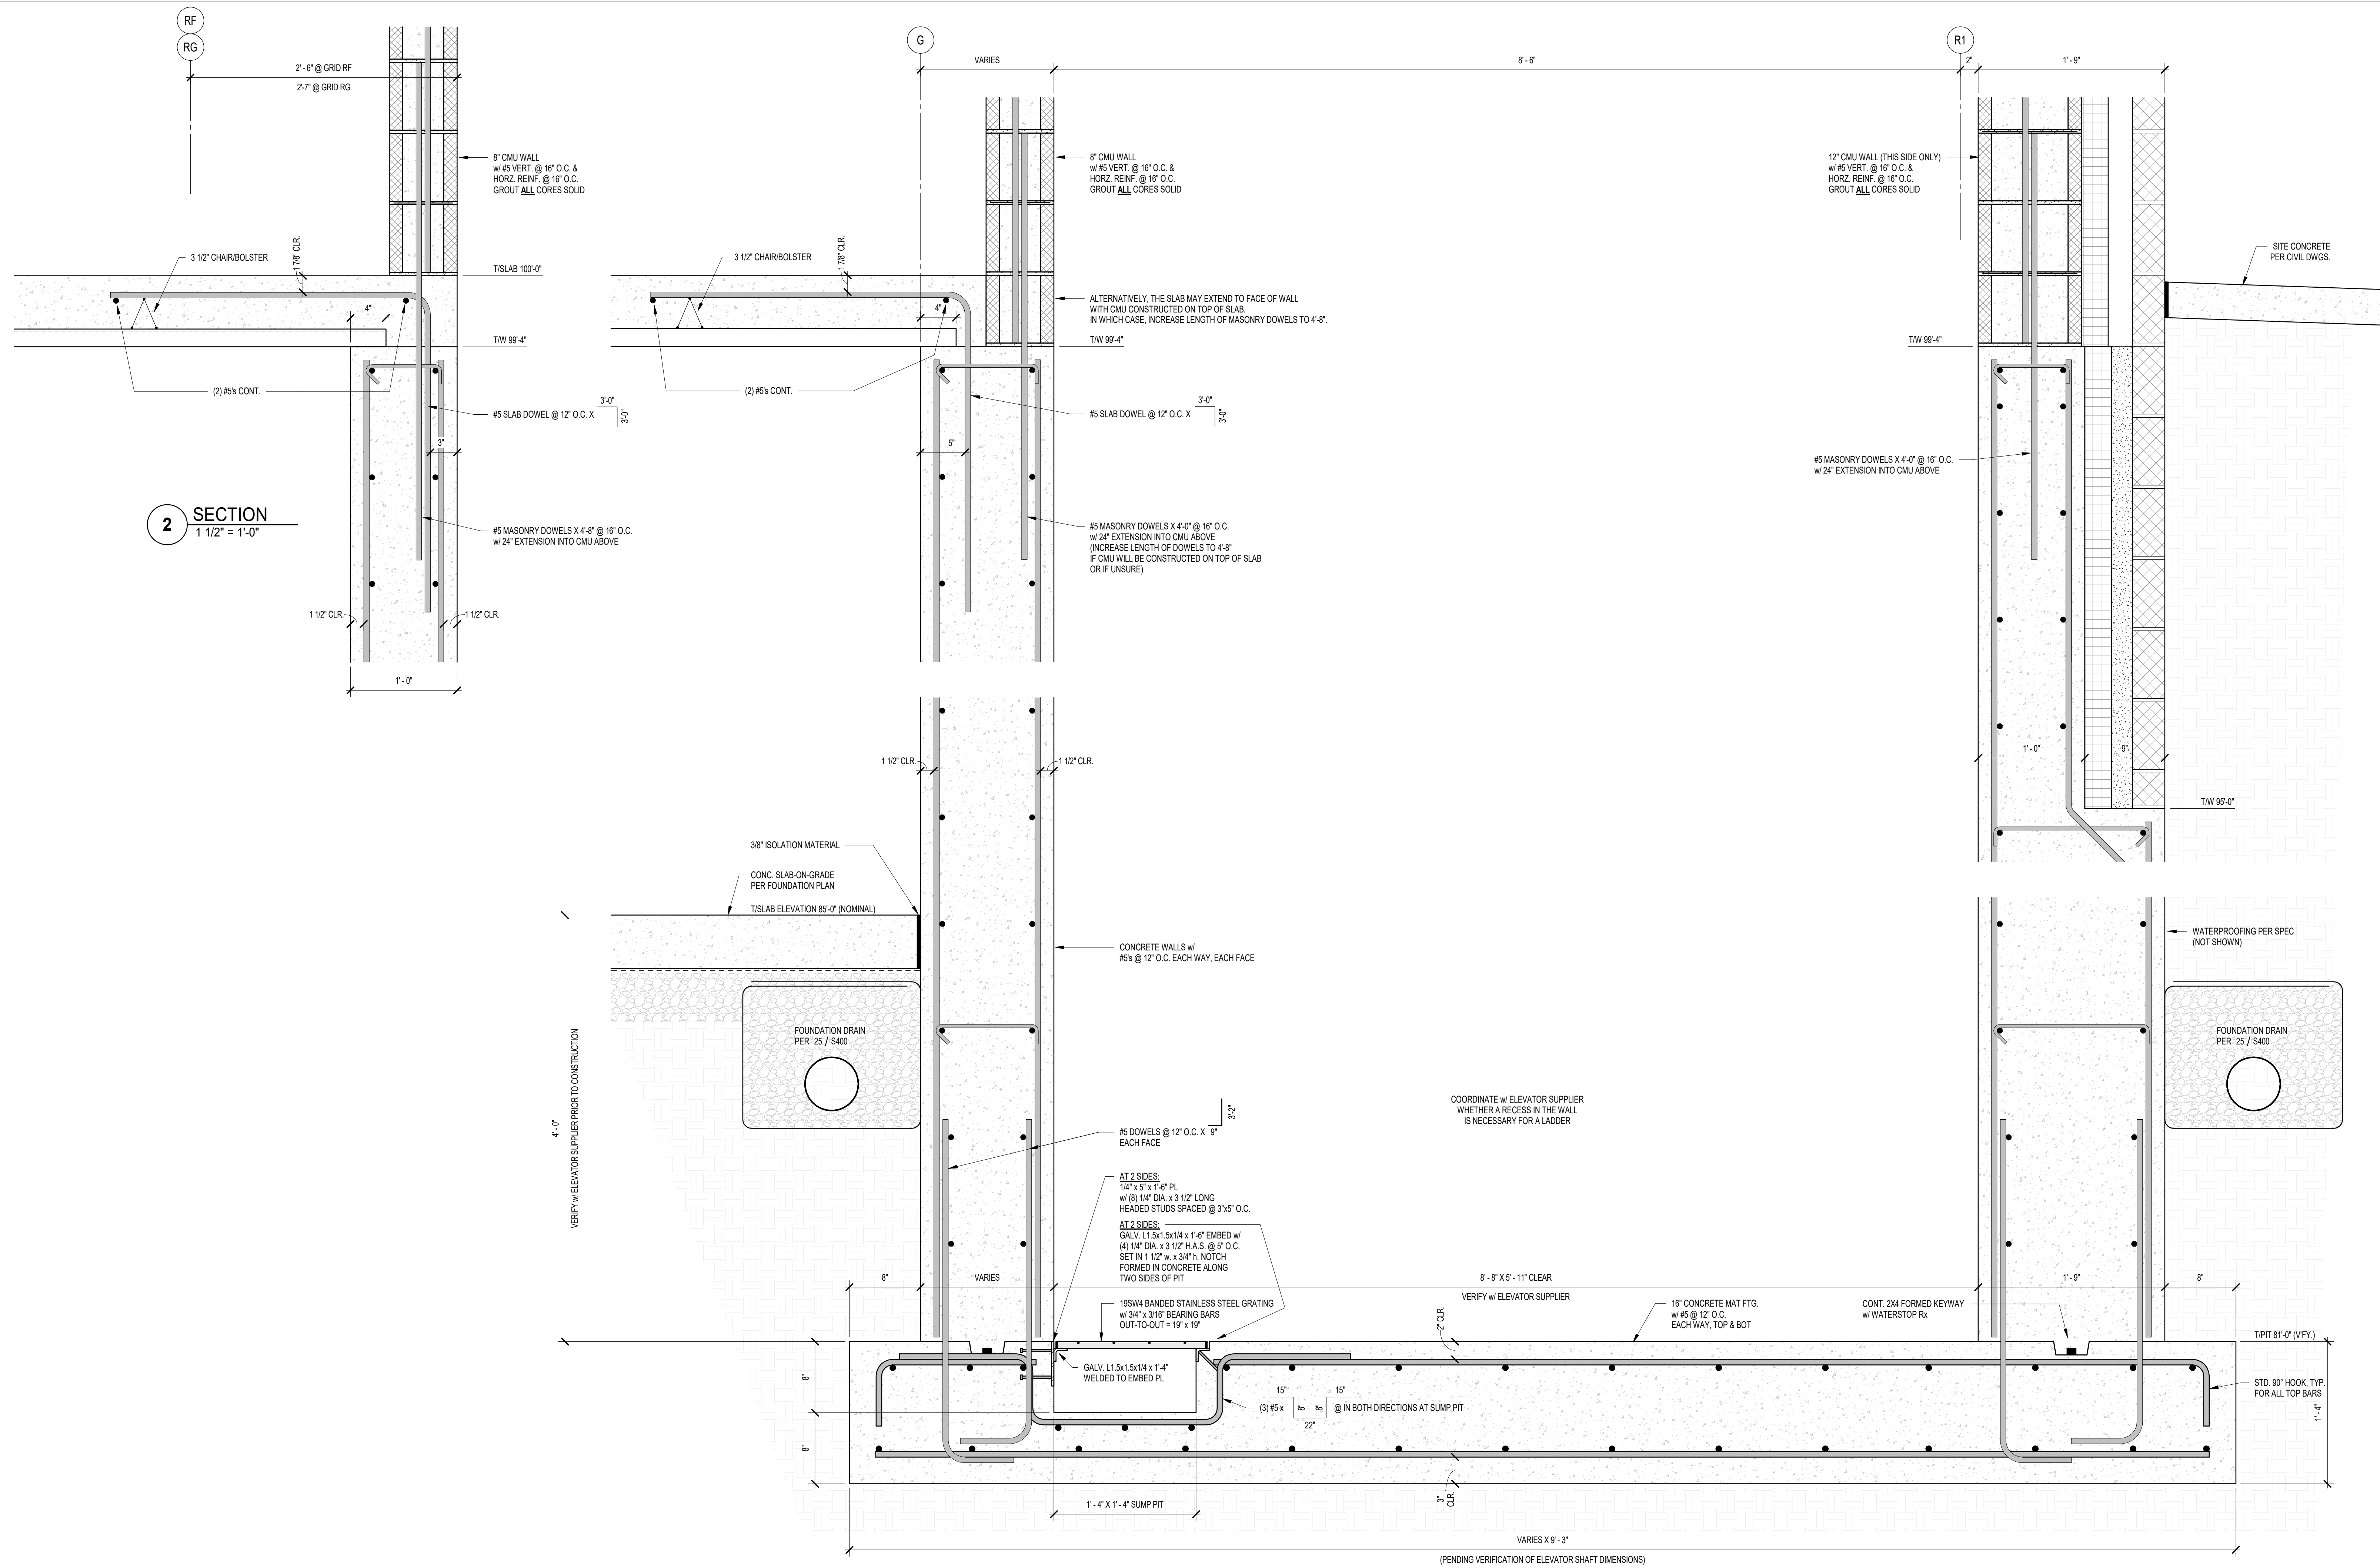 RF
RG
2' - 6" @ GRID RF
2'-7" @ GRID RG
8" CMU WALL
w/ #5 VERT. @ 16" O.C. &
HORZ. REINF. @ 16" O.C.
GROUT ALL CORES SOLID
3 1/2" CHAIR/BOLSTER
1 7/8" CLR.
T/SLAB 100'-0"
4"
T/W 99'-4"
(2) #5's CONT.
#5 SLAB DOWEL @ 12" O.C. X
3'-0"
3'-0"
3"
#5 MASONRY DOWELS X 4'-8" @ 16" O.C.
w/ 24" EXTENSION INTO CMU ABOVE
1 1/2" CLR.
1 1/2" CLR.
1' - 0"
2
SECTION
1 1/2" = 1'-0"
G
VARIES
8' - 6"
R1
2"
1' - 9"
8" CMU WALL
w/ #5 VERT. @ 16" O.C. &
HORZ. REINF. @ 16" O.C.
GROUT ALL CORES SOLID
3 1/2" CHAIR/BOLSTER
1 7/8" CLR.
4"
ALTERNATIVELY, THE SLAB MAY EXTEND TO FACE OF WALL
WITH CMU CONSTRUCTED ON TOP OF SLAB.
IN WHICH CASE, INCREASE LENGTH OF MASONRY DOWELS TO 4'-8".
T/W 99'-4"
(2) #5's CONT.
#5 SLAB DOWEL @ 12" O.C. X
3'-0"
3'-0"
5"
#5 MASONRY DOWELS X 4'-0" @ 16" O.C.
w/ 24" EXTENSION INTO CMU ABOVE
(INCREASE LENGTH OF DOWELS TO 4'-8"
IF CMU WILL BE CONSTRUCTED ON TOP OF SLAB
OR IF UNSURE)
12" CMU WALL (THIS SIDE ONLY)
w/ #5 VERT. @ 16" O.C. &
HORZ. REINF. @ 16" O.C.
GROUT ALL CORES SOLID
SITE CONCRETE
PER CIVIL DWGS.
T/W 99'-4"
#5 MASONRY DOWELS X 4'-0" @ 16" O.C.
w/ 24" EXTENSION INTO CMU ABOVE
1' - 0"
9"
T/W 95'-0"
1 1/2" CLR.
1 1/2" CLR.
3/8" ISOLATION MATERIAL
CONC. SLAB-ON-GRADE
PER FOUNDATION PLAN
T/SLAB ELEVATION 85'-0" (NOMINAL)
CONCRETE WALLS w/
#5's @ 12" O.C. EACH WAY, EACH FACE
WATERPROOFING PER SPEC
(NOT SHOWN)
FOUNDATION DRAIN
PER 25 / S400
FOUNDATION DRAIN
PER 25 / S400
4' - 0"
VERIFY w/ ELEVATOR SUPPLIER PRIOR TO CONSTRUCTION
COORDINATE w/ ELEVATOR SUPPLIER
WHETHER A RECESS IN THE WALL
IS NECESSARY FOR A LADDER
#5 DOWELS @ 12" O.C. X 9"
EACH FACE
3'-2"
AT 2 SIDES:
1/4" x 5" x 1'-6" PL
w/ (8) 1/4" DIA. x 3 1/2" LONG
HEADED STUDS SPACED @ 3"x5" O.C.
AT 2 SIDES:
GALV. L1.5x1.5x1/4 x 1'-6" EMBED w/
(4) 1/4" DIA. x 3 1/2" H.A.S. @ 5" O.C.
SET IN 1 1/2" w. x 3/4" h. NOTCH
FORMED IN CONCRETE ALONG
TWO SIDES OF PIT
8"
VARIES
8' - 8" X 5' - 11" CLEAR
VERIFY w/ ELEVATOR SUPPLIER
1' - 9"
8"
19SW4 BANDED STAINLESS STEEL GRATING
w/ 3/4" x 3/16" BEARING BARS
OUT-TO-OUT = 19" x 19"
2" CLR.
16" CONCRETE MAT FTG.
w/ #5 @ 12" O.C.
EACH WAY, TOP & BOT
CONT. 2X4 FORMED KEYWAY
w/ WATERSTOP Rx
T/PIT 81'-0" (V'FY.)
8"
8"
GALV. L1.5x1.5x1/4 x 1'-4"
WELDED TO EMBED PL
15"
15"
(3) #5 x
8"
8"
@ IN BOTH DIRECTIONS AT SUMP PIT
22"
STD. 90° HOOK, TYP.
FOR ALL TOP BARS
1' - 4"
3"
CLR.
1' - 4" X 1' - 4" SUMP PIT
VARIES X 9' - 3"
(PENDING VERIFICATION OF ELEVATOR SHAFT DIMENSIONS)